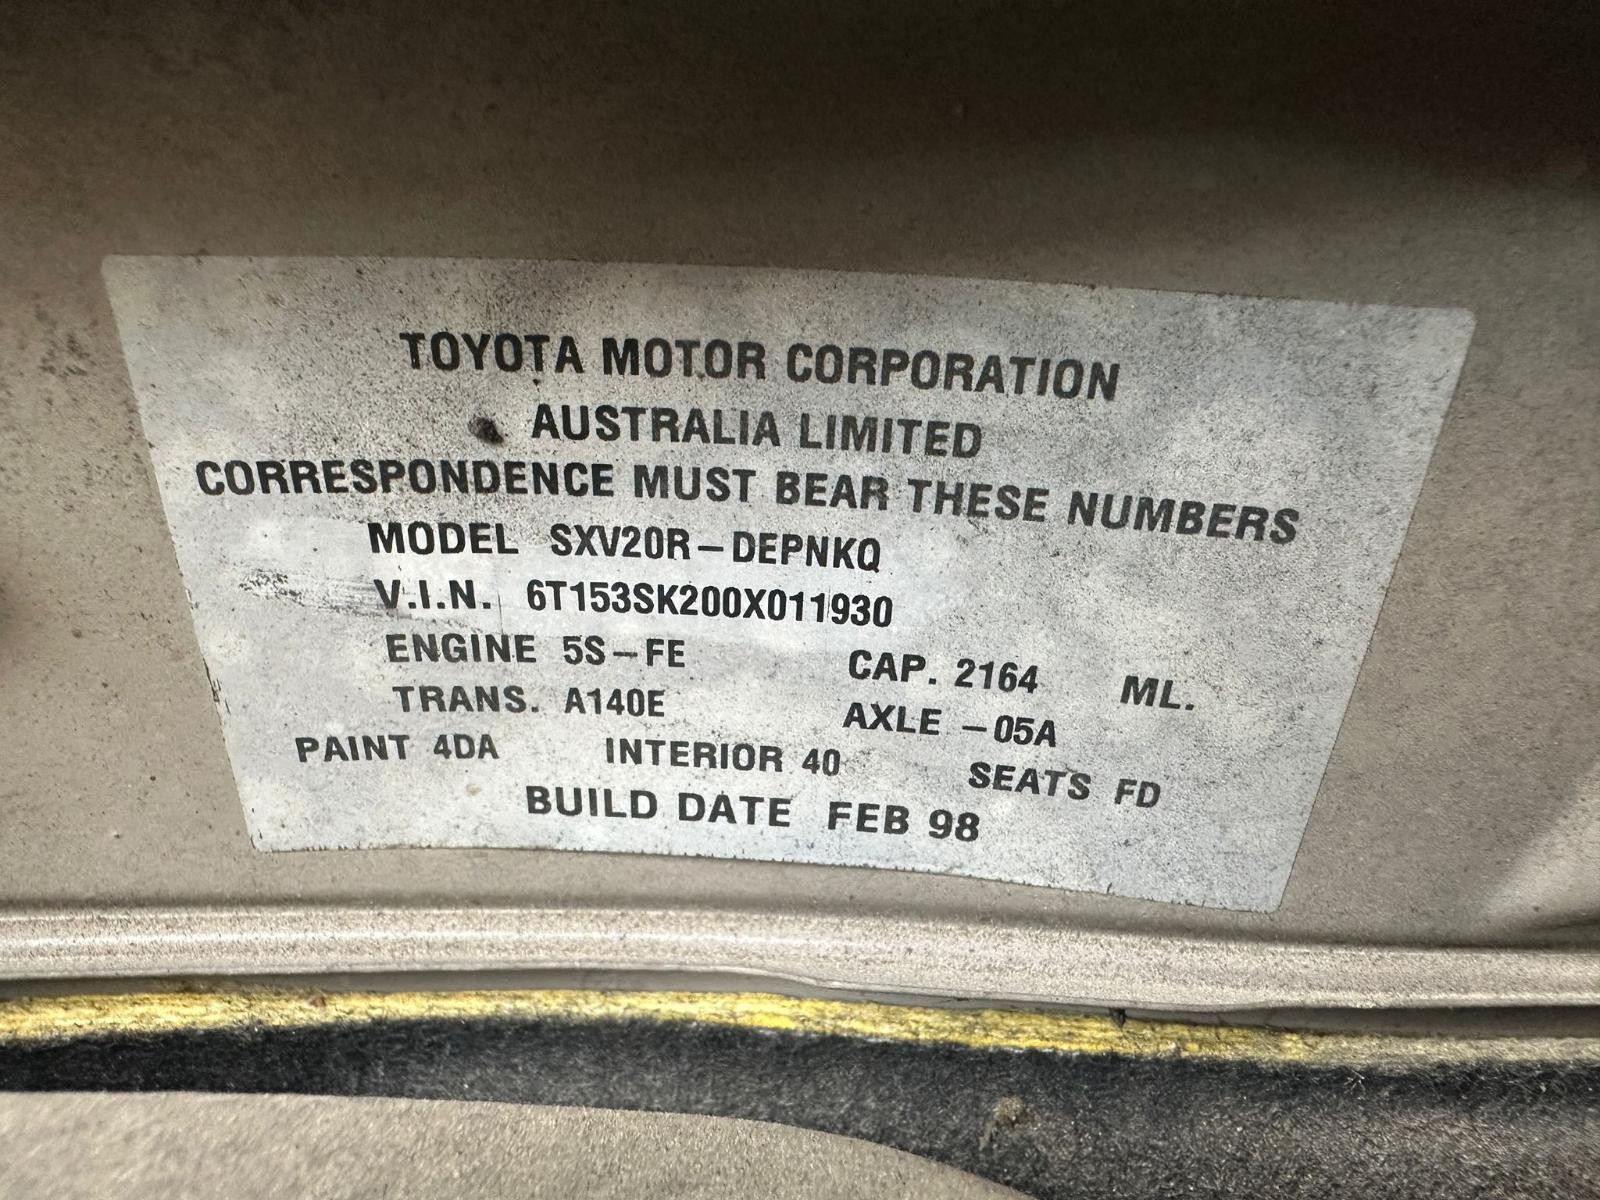 TOYOTA MOTOR CORPORATION
AUSTRALIA LIMITED
CORRESPONDENCE MUST BEAR THESE NUMBERS
MODEL SXV20R-DEPNKQ
V.I.N. 6T153SK200X011930
ENGINE 5S-FE CAP. 2164 ML.
TRANS. A140E AXLE -05A
PAINT 4DA INTERIOR 40 SEATS FD
BUILD DATE FEB 98